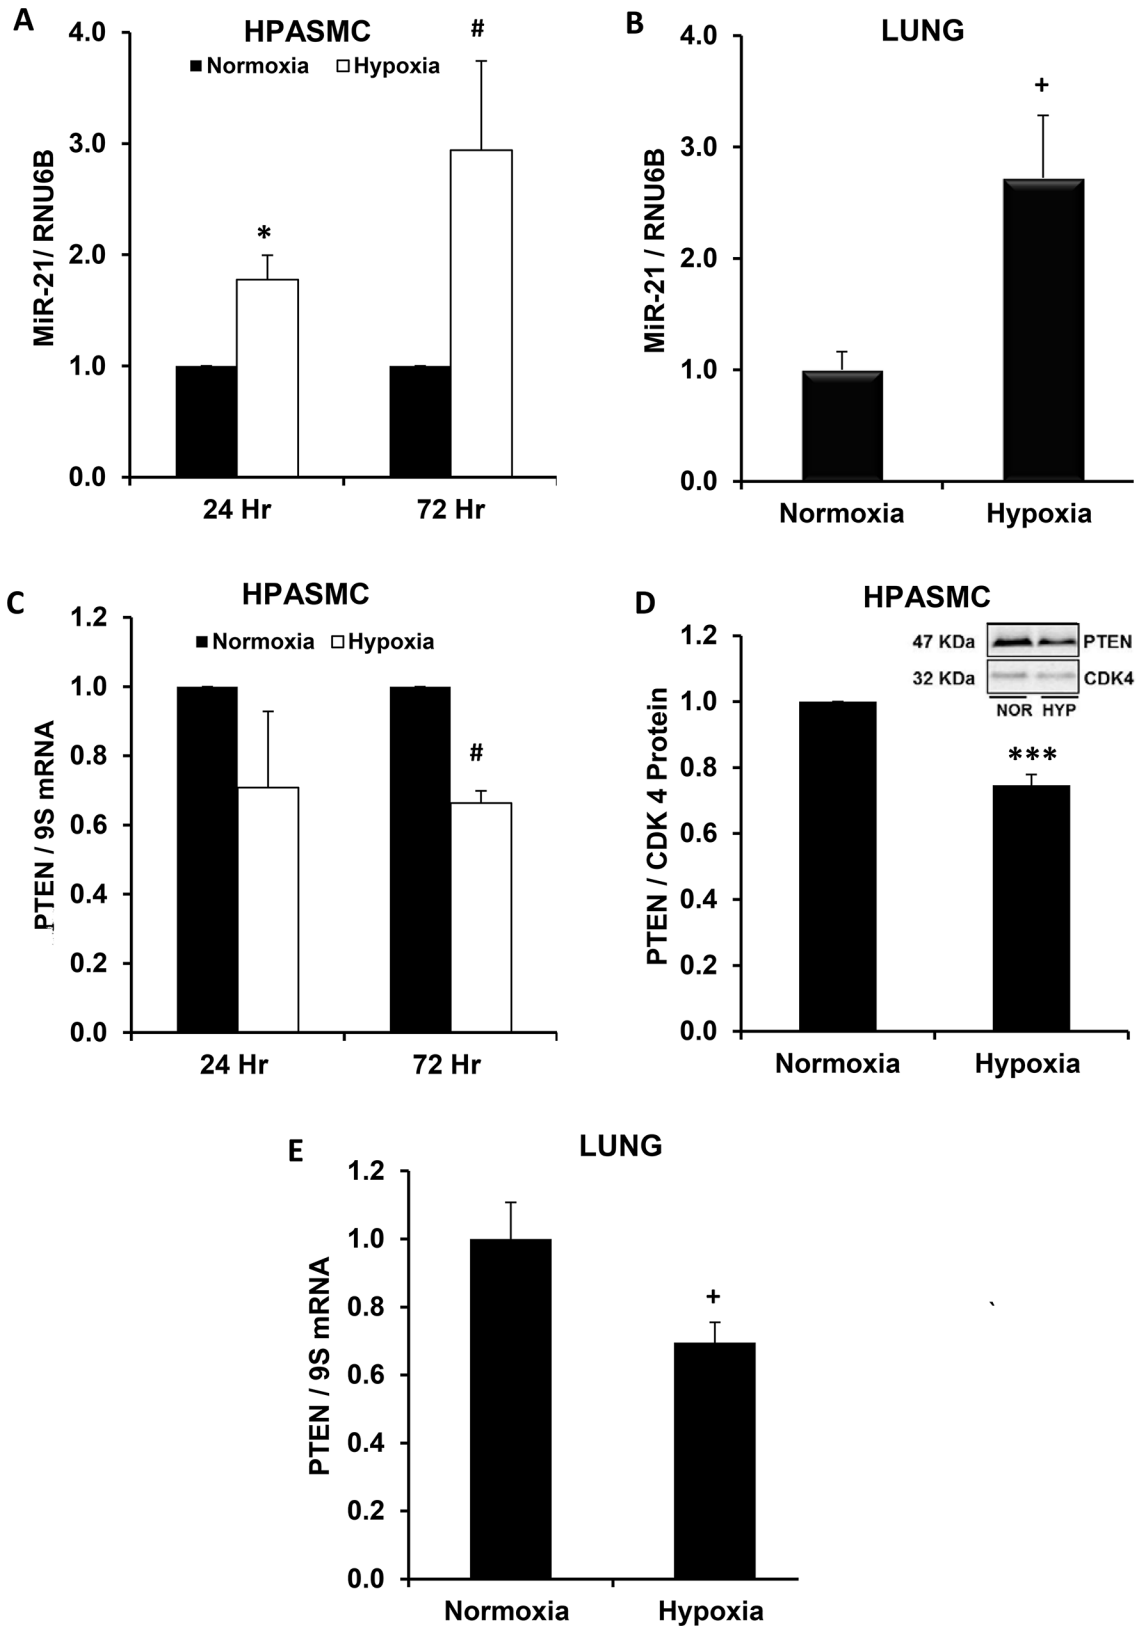 A
HPASMC
#
Normoxia Hypoxia
*
4.0
3.0
2.0
1.0
0.0
MiR-21/ RNU6B
24 Hr 72 Hr
B
LUNG
+
4.0
3.0
2.0
1.0
0.0
MiR-21 / RNU6B
Normoxia Hypoxia
C
HPASMC
Normoxia Hypoxia
#
1.2
1.0
0.8
0.6
0.4
0.2
0.0
PTEN / 9S mRNA
24 Hr 72 Hr
D
HPASMC
47 KDa PTEN
32 KDa CDK4
NOR HYP
***
1.2
1.0
0.8
0.6
0.4
0.2
0.0
PTEN / CDK 4 Protein
Normoxia Hypoxia
E
LUNG
+
1.2
1.0
0.8
0.6
0.4
0.2
0.0
PTEN / 9S mRNA
Normoxia Hypoxia